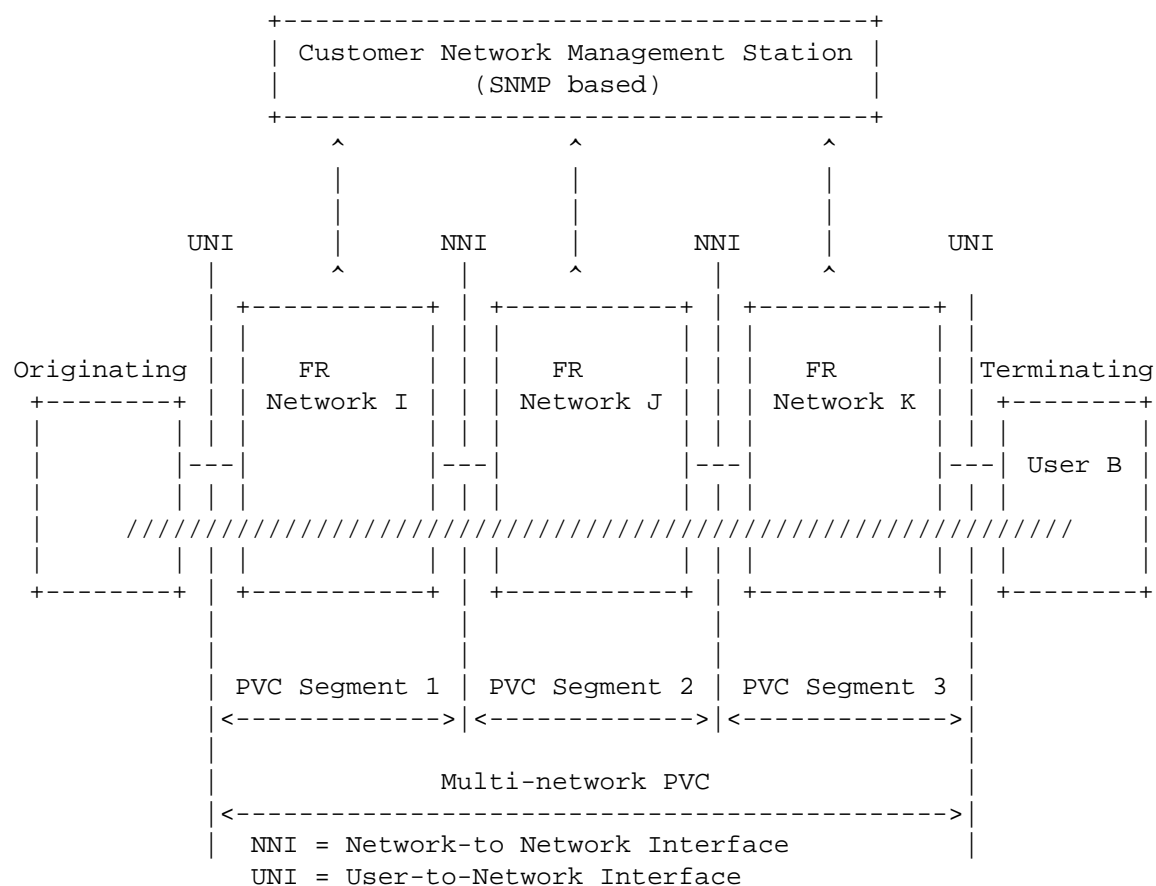 Customer Network Management Station
(SNMP based)
UNI NNI NNI UNI
Originating FR FR FR Terminating
Network I Network J Network K
User B
PVC Segment 1 PVC Segment 2 PVC Segment 3
Multi-network PVC
NNI = Network-to Network Interface
UNI = User-to-Network Interface